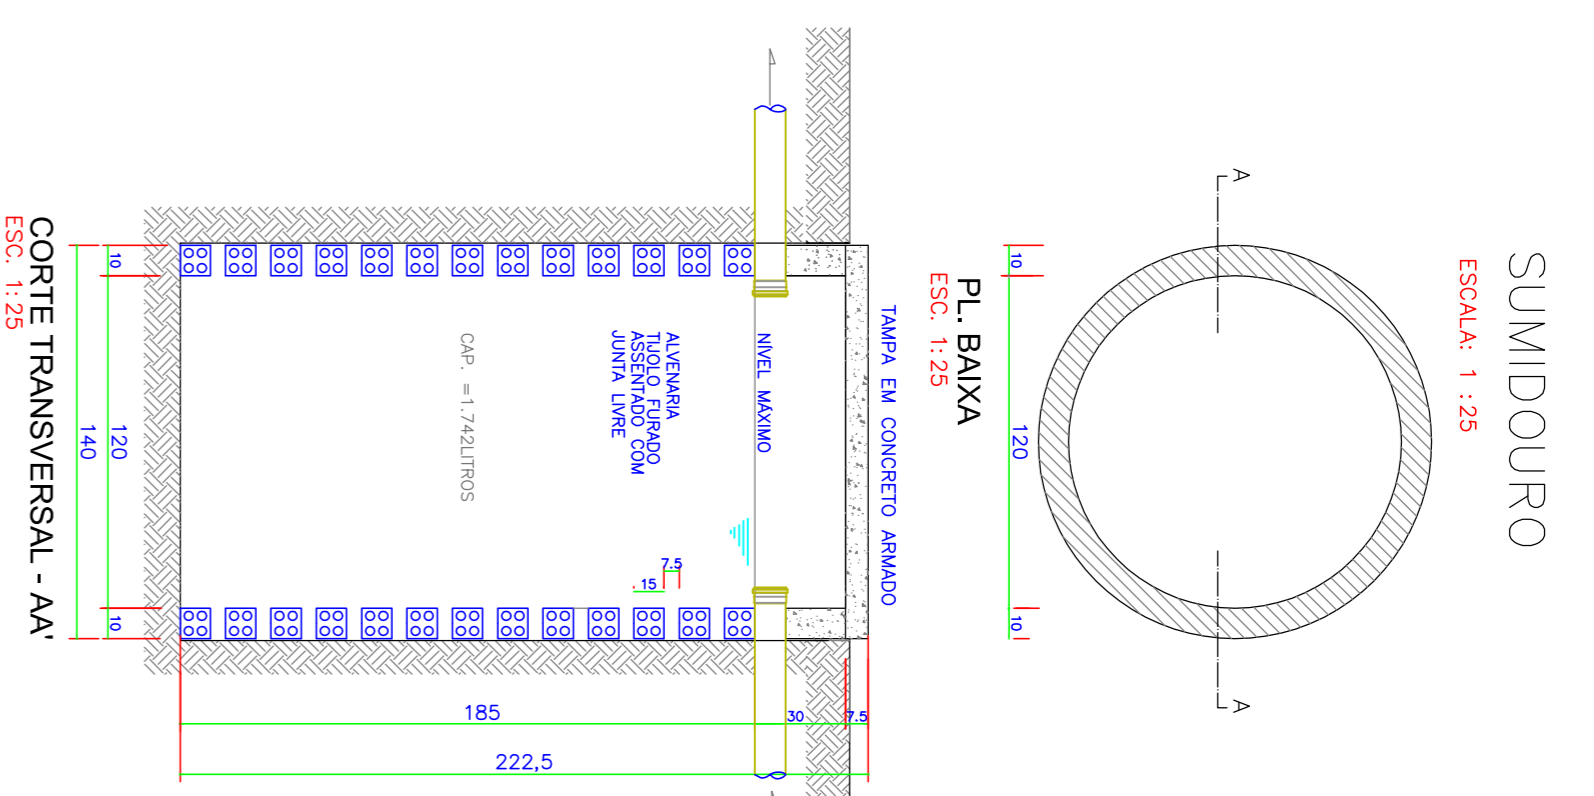 SUMIDOURO
ESCALA: 1 :25
A
A
10
120
10
PL. BAIXA
ESC. 1:25
TAMPA EM CONCRETO ARMADO
NÍVEL MÁXIMO
ALVENARIA
TIJOLO FURADO
ASSENTADO COM
JUNTA LIVRE
7.5
15
CAP. =1.742LITROS
7.5
30
185
222,5
10
120
10
140
CORTE TRANSVERSAL - AA'
ESC. 1:25